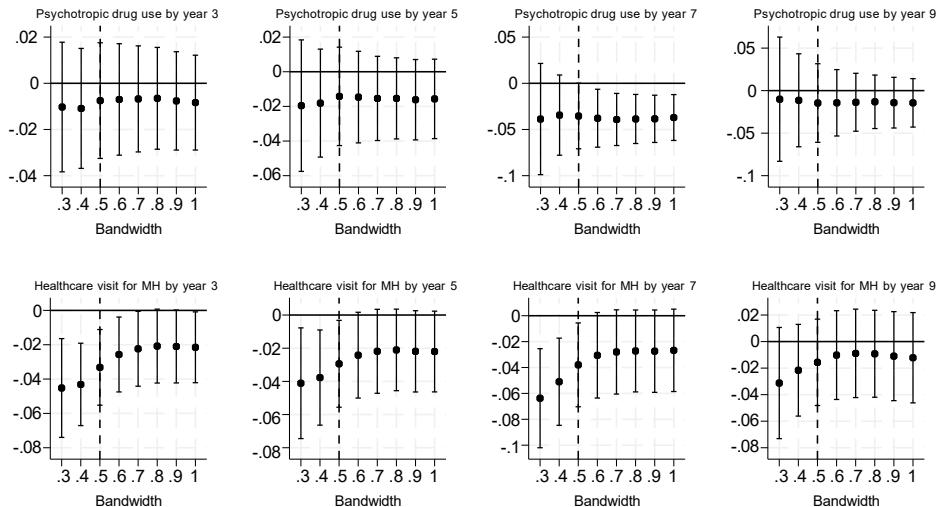 Psychotropic drug use by year 3
.02
0
-.02
-.04
.3 .4 .5 .6 .7 .8 .9 1
Bandwidth
Psychotropic drug use by year 5
.02
0
-.02
-.04
-.06
.3 .4 .5 .6 .7 .8 .9 1
Bandwidth
Psychotropic drug use by year 7
.05
0
-.05
-.1
.3 .4 .5 .6 .7 .8 .9 1
Bandwidth
Psychotropic drug use by year 9
.05
0
-.05
-.1
.3 .4 .5 .6 .7 .8 .9 1
Bandwidth
Healthcare visit for MH by year 3
0
-.02
-.04
-.06
-.08
.3 .4 .5 .6 .7 .8 .9 1
Bandwidth
Healthcare visit for MH by year 5
0
-.02
-.04
-.06
-.08
.3 .4 .5 .6 .7 .8 .9 1
Bandwidth
Healthcare visit for MH by year 7
0
-.02
-.04
-.06
-.08
-.1
.3 .4 .5 .6 .7 .8 .9 1
Bandwidth
Healthcare visit for MH by year 9
.02
0
-.02
-.04
-.06
-.08
.3 .4 .5 .6 .7 .8 .9 1
Bandwidth